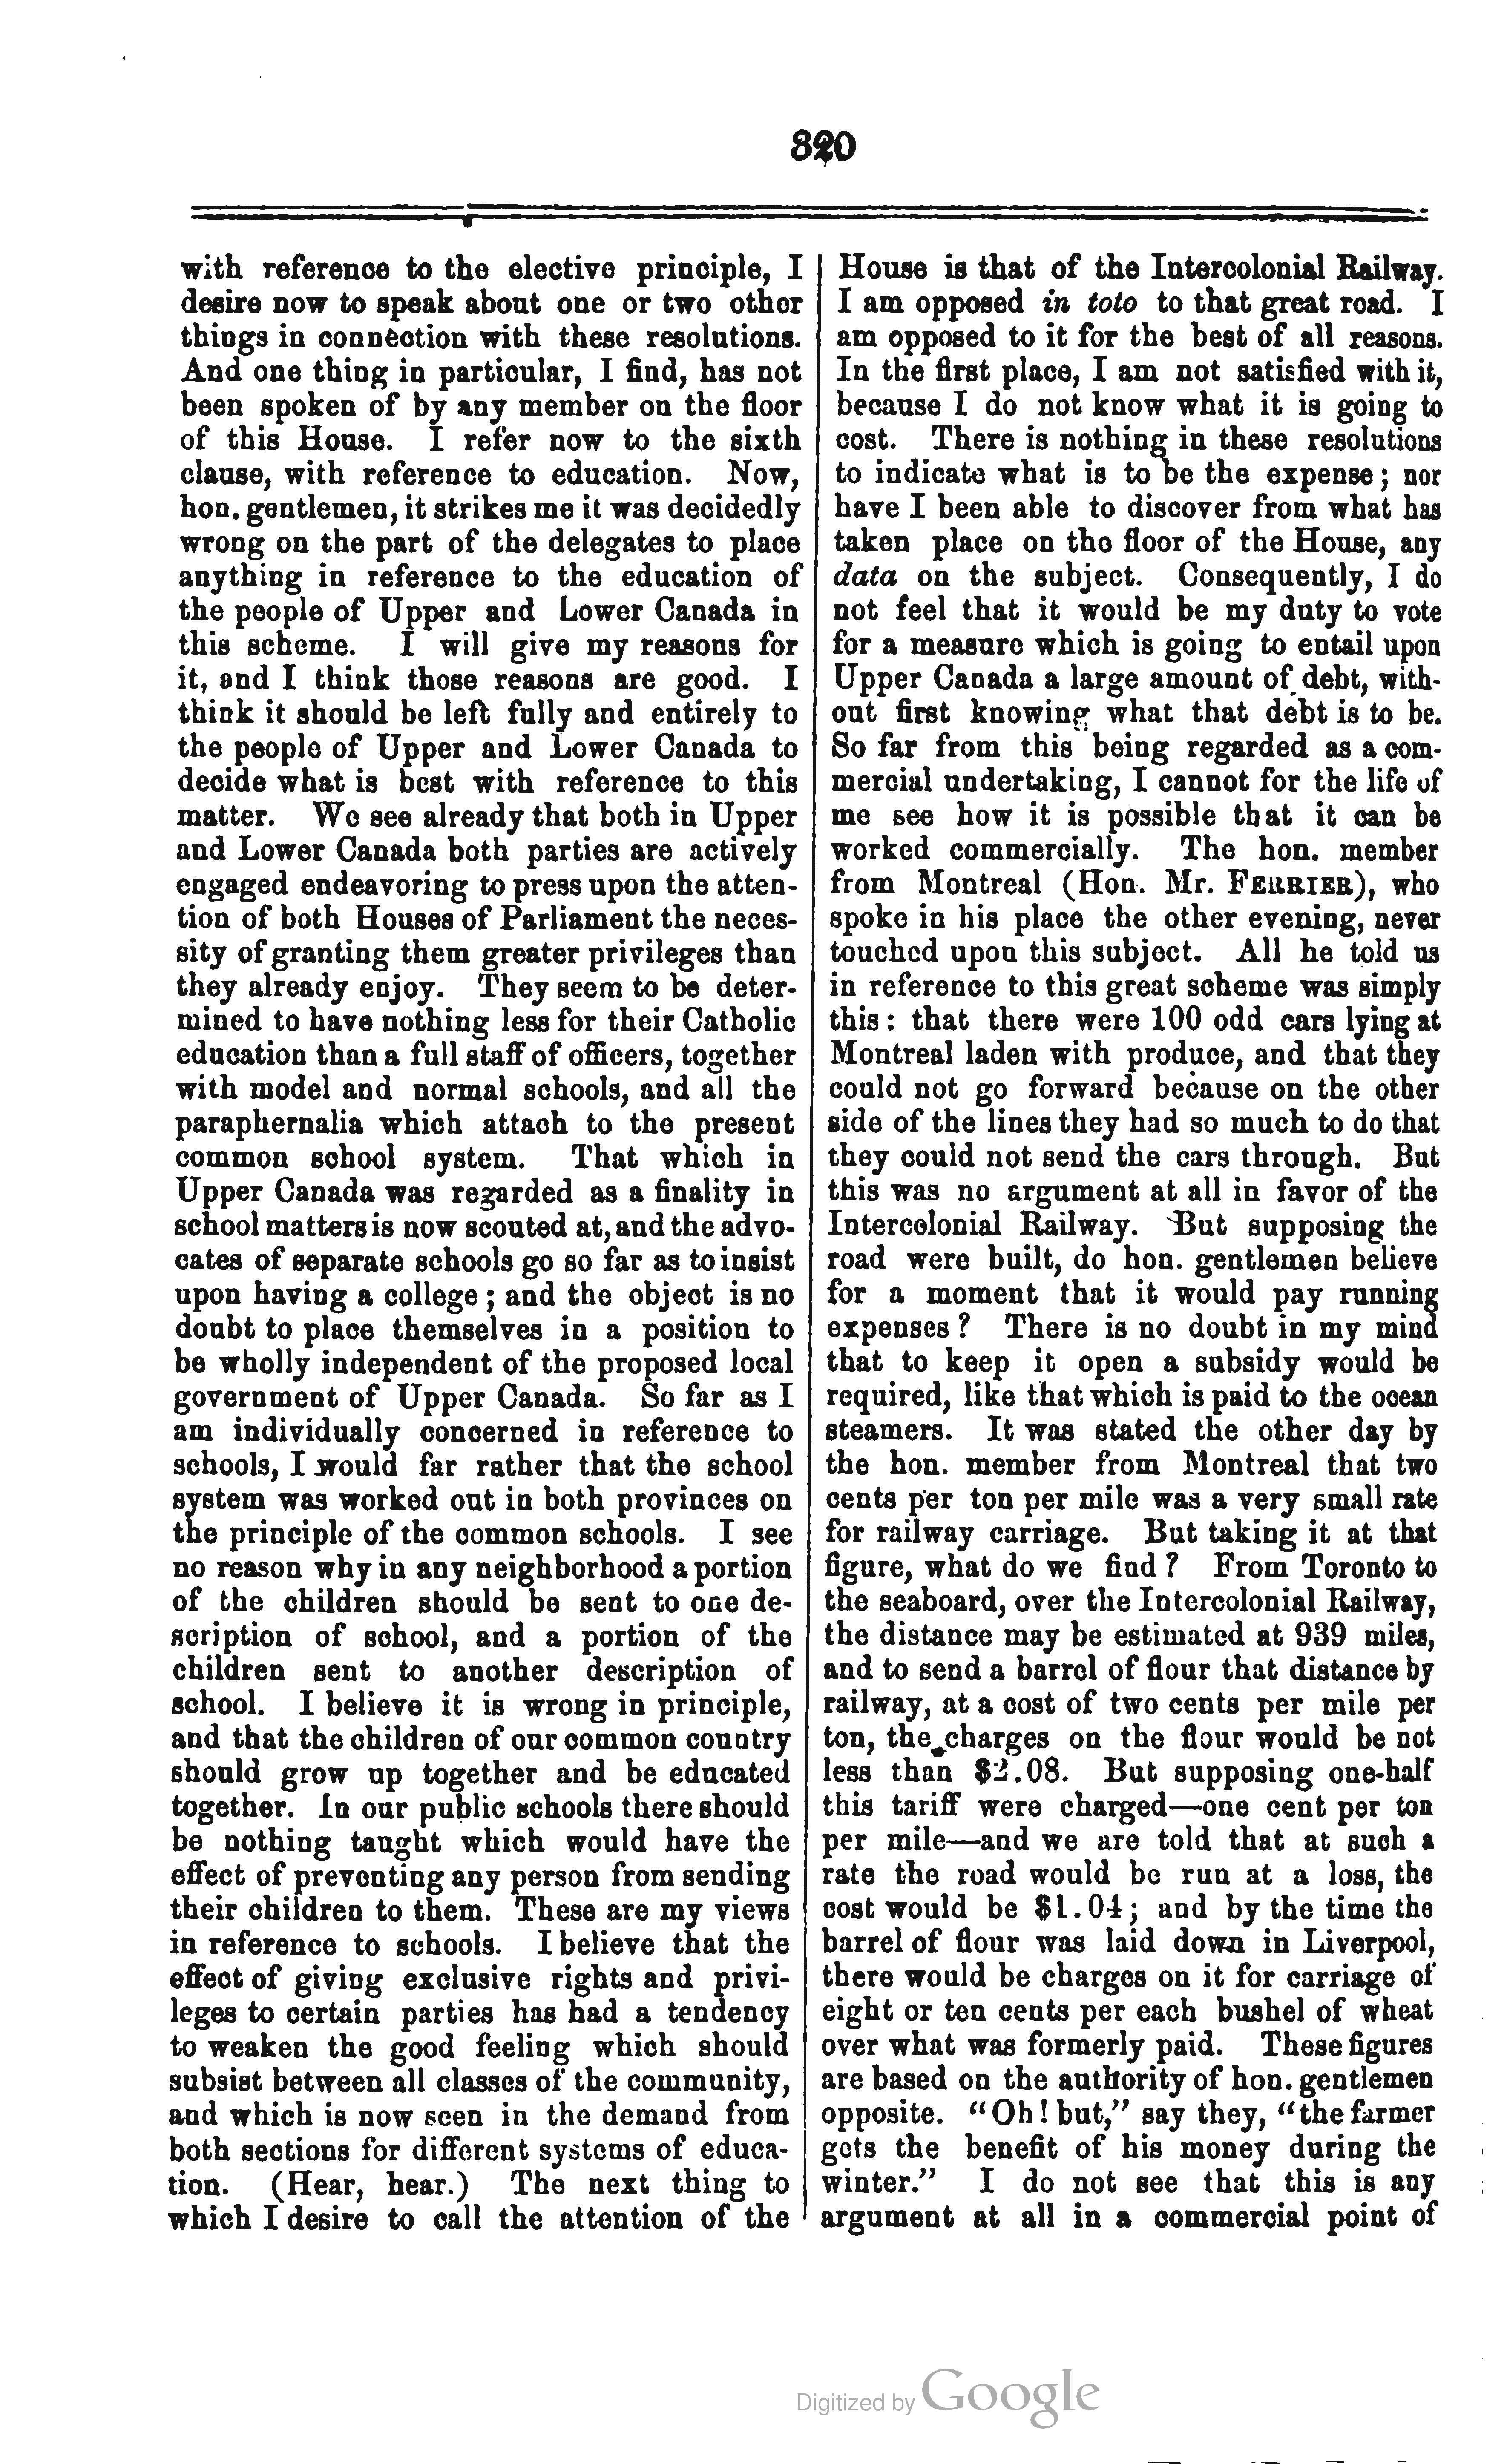 320
with reference to the elective principle, I
desire now to speak about one or two other
things in connection with these resolutions.
And one thing in particular, I find, has not
been spoken of by any member on the floor
of this House. I refer now to the sixth
clause, with reference to education. Now,
hon. gentlemen, it strikes me it was decidedly
wrong on the part of the delegates to place
anything in reference to the education of
the people of Upper and Lower Canada in
this scheme. I will give my reasons for
it, and I think those reasons are good. I
think it should be left fully and entirely to
the people of Upper and Lower Canada to
decide what is best with reference to this
matter. We see already that both in Upper
and Lower Canada both parties are actively
engaged endeavoring to press upon the atten-
tion of both Houses of Parliament the neces-
sity of granting them greater privileges than
they already enjoy. They seem to be deter-
mined to have nothing less for their Catholic
education than a full staff of officers, together
with model and normal schools, and all the
paraphernalia which attach to the present
common school system. That which in
Upper Canada was regarded as a finality in
school matters is now scouted at, and the advo-
cates of separate schools go so far as to insist
upon having a college; and the object is no
doubt to place themselves in a position to
be wholly independent of the proposed local
government of Upper Canada. So far as I
am individually concerned in reference to
schools, I would far rather that the school
system was worked out in both provinces on
the principle of the common schools. I see
no reason why in any neighborhood a portion
of the children should be sent to one de-
scription of school, and a portion of the
children sent to another description of
school. I believe it is wrong in principle,
and that the children of our common country
should grow up together and be educated
together. In our public schools there should
be nothing taught which would have the
effect of preventing any person from sending
their children to them. These are my views
in reference to schools. I believe that the
effect of giving exclusive rights and privi-
leges to certain parties has had a tendency
to weaken the good feeling which should
subsist between all classes of the community,
and which is now seen in the demand from
both sections for different systems of educa-
tion. (Hear, hear.) The next thing to
which I desire to call the attention of the
House is that of the Intercolonial Railway.
I am opposed in toto to that great road. I
am opposed to it for the best of all reasons.
In the first place, I am not satisfied with it,
because I do not know what it is going to
cost. There is nothing in these resolutions
to indicate what is to be the expense; nor
have I been able to discover from what has
taken place on the floor of the House, any
data on the subject. Consequently, I do
not feel that it would be my duty to vote
for a measure which is going to entail upon
Upper Canada a large amount of debt, with-
out first knowing what that debt is to be.
So far from this being regarded as a com-
mercial undertaking, I cannot for the life of
me see how it is possible that it can be
worked commercially. The hon. member
from Montreal (Hon. Mr. FERRIER), who
spoke in his place the other evening, never
touched upon this subject. All he told us
in reference to this great scheme was simply
this: that there were 100 odd cars lying at
Montreal laden with produce, and that they
could not go forward because on the other
side of the lines they had so much to do that
they could not send the cars through. But
this was no argument at all in favor of the
Intercolonial Railway. But supposing the
road were built, do hon. gentlemen believe
for a moment that it would pay running
expenses? There is no doubt in my mind
that to keep it open a subsidy would be
required, like that which is paid to the ocean
steamers. It was stated the other day by
the hon. member from Montreal that two
cents per ton per mile was a very small rate
for railway carriage. But taking it at that
figure, what do we find? From Toronto to
the seaboard, over the Intercolonial Railway,
the distance may be estimated at 939 miles,
and to send a barrel of flour that distance by
railway, at a cost of two cents per mile per
ton, the charges on the flour would be not
less than $2.08. But supposing one-half
this tariff were charged—one cent per ton
per mile—and we are told that at such a
rate the road would be run at a loss, the
cost would be $1.04; and by the time the
barrel of flour was laid down in Liverpool,
there would be charges on it for carriage of
eight or ten cents per each bushel of wheat
over what was formerly paid. These figures
are based on the authority of hon. gentlemen
opposite. "Oh! but," say they, "the farmer
gets the benefit of his money during the
winter." I do not see that this is any
argument at all in a commercial point of
Digitized by Google